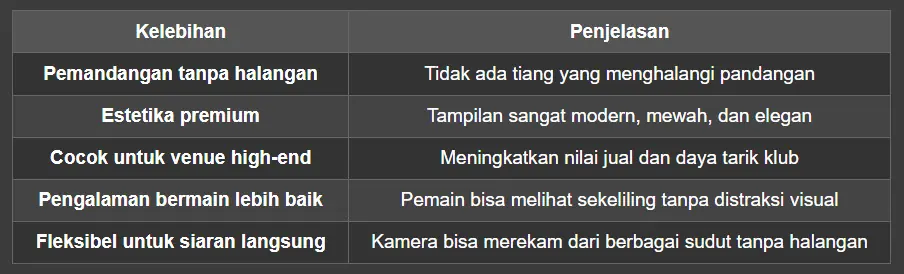 Kelebihan Penjelasan
Pemandangan tanpa halangan Tidak ada tiang yang menghalangi pandangan
Estetika premium Tampilan sangat modern, mewah, dan elegan
Cocok untuk venue high-end Meningkatkan nilai jual dan daya tarik klub
Pengalaman bermain lebih baik Pemain bisa melihat sekeliling tanpa distraksi visual
Fleksibel untuk siaran langsung Kamera bisa merekam dari berbagai sudut tanpa halangan